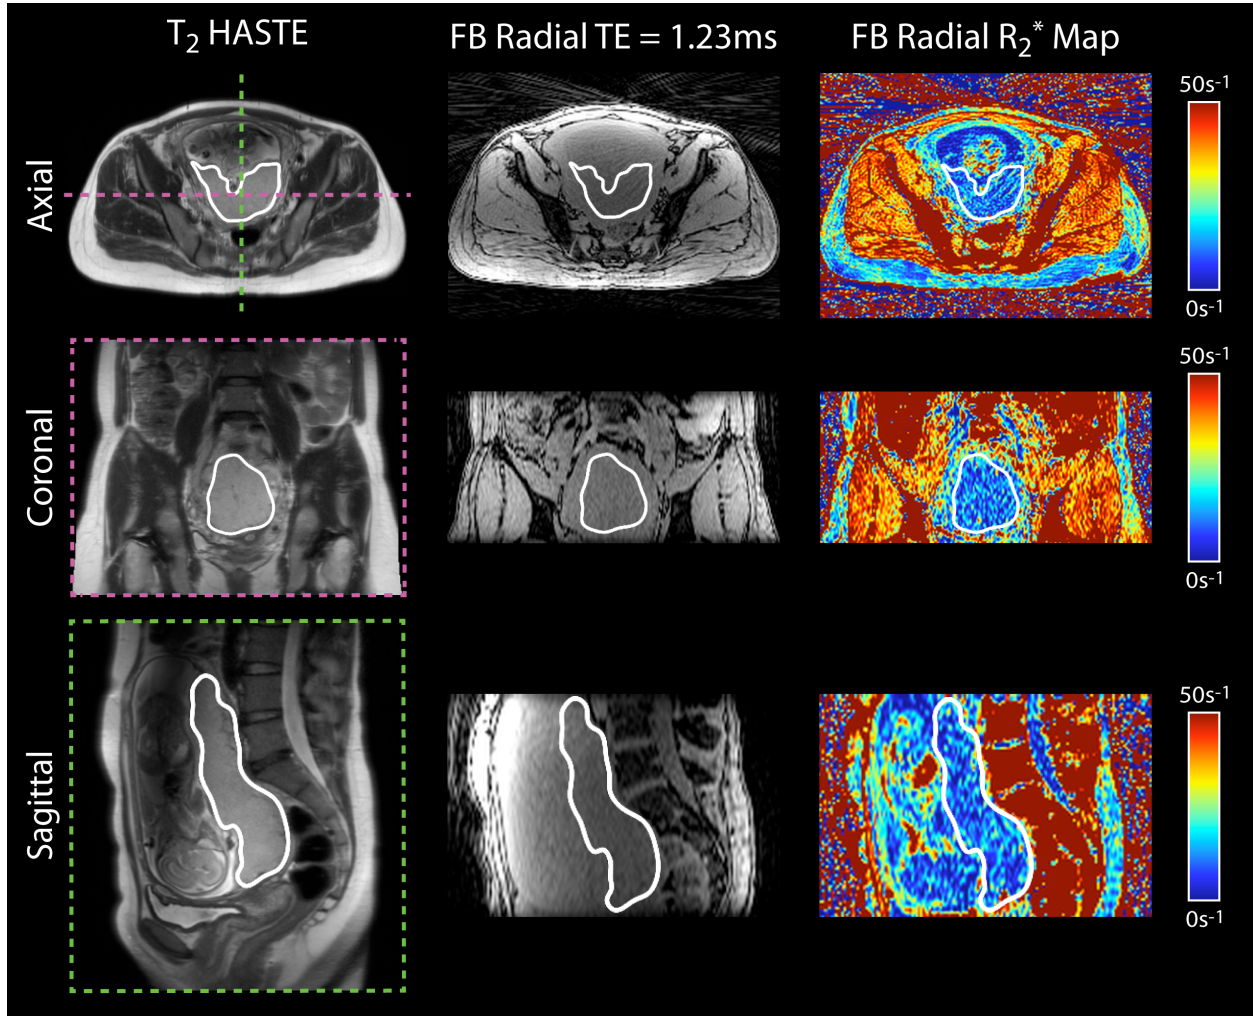 T2 HASTE
FB Radial TE = 1.23ms
FB Radial R2* Map
Axial
50s-1
0s-1
Coronal
50s-1
0s-1
Sagittal
50s-1
0s-1